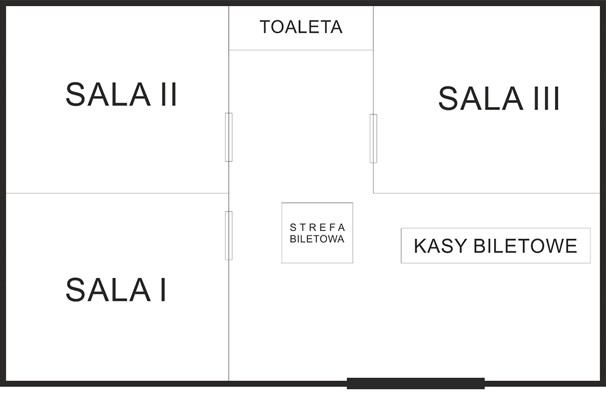 TOALETA
SALA II
SALA III
STREFA
BILETOWA
KASY BILETOWE
SALA I